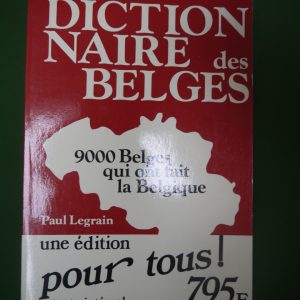 DICTION
NAIRE des
BELGES
9000 Belges
qui ont fait
la Belgique
Paul Legrain
une édition
pour tous!
795F